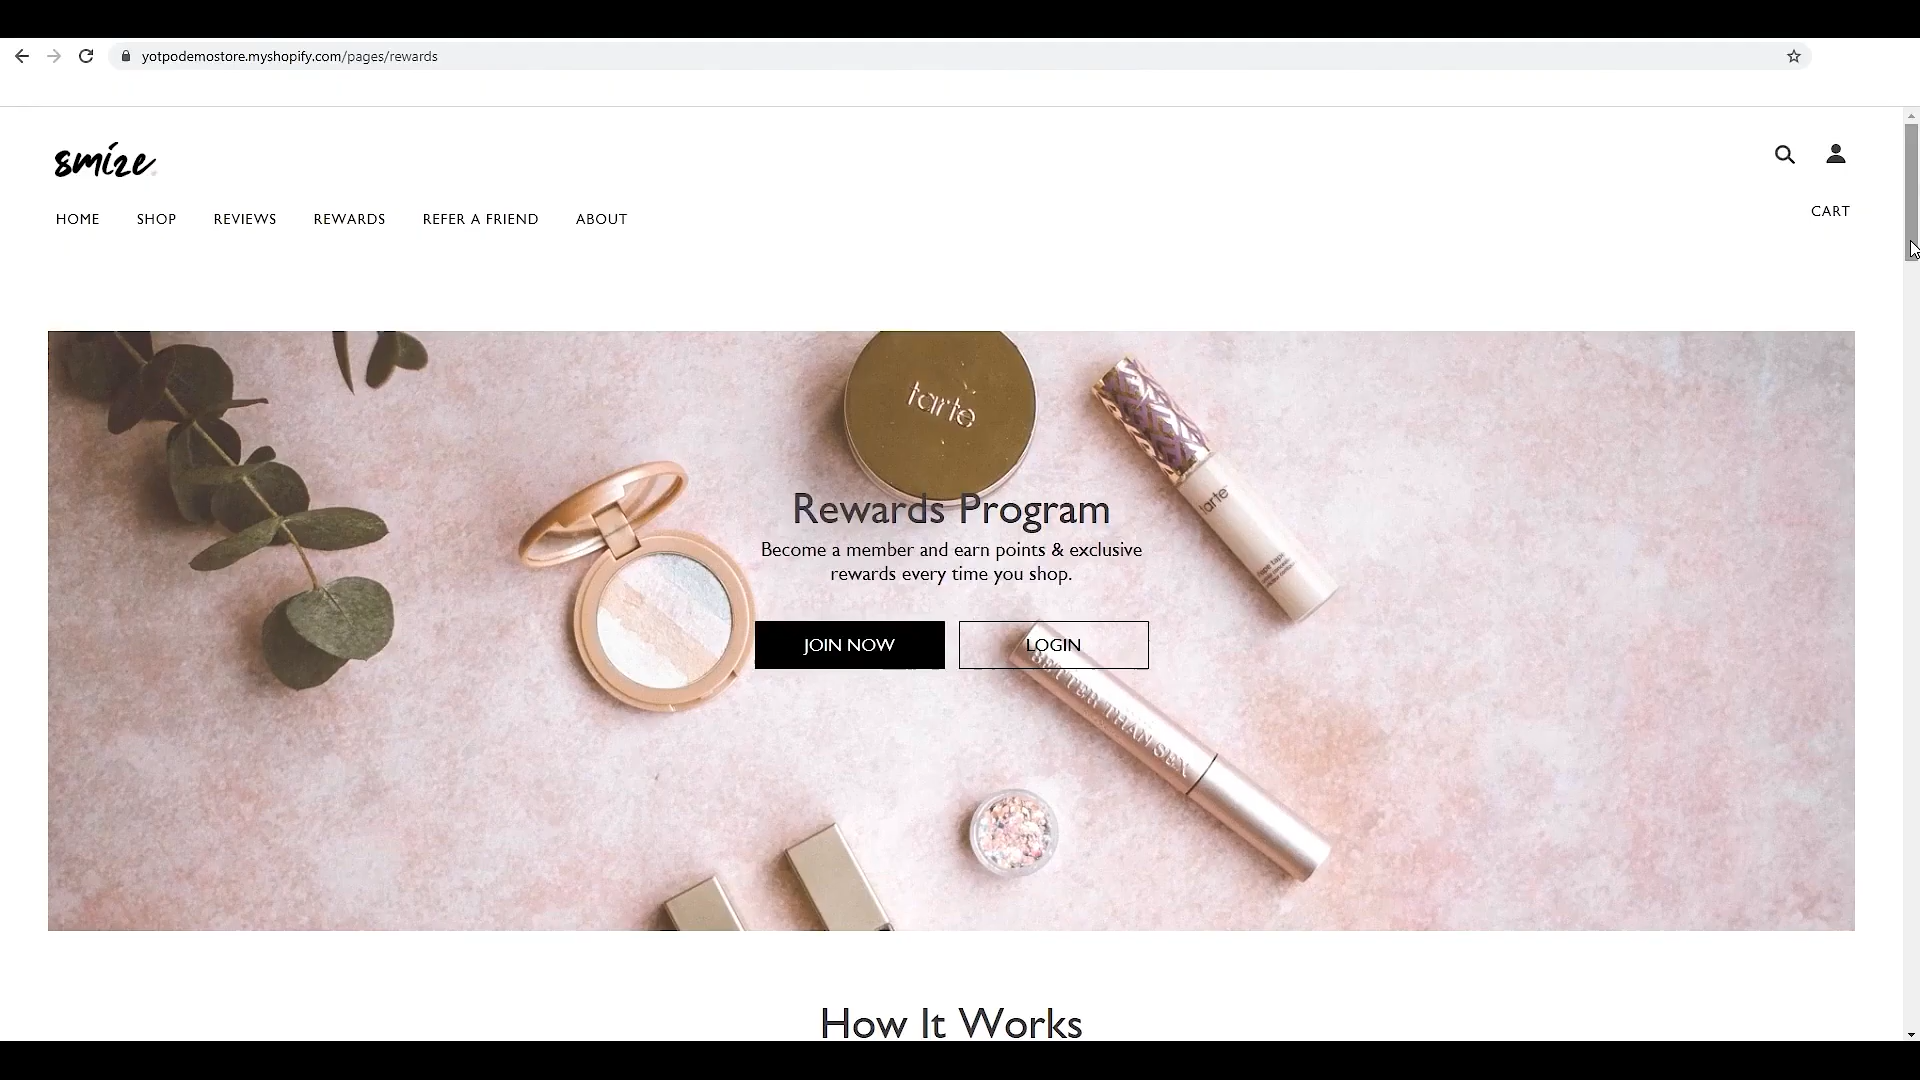 yotpodemostore.myshopify.com/pages/rewards
smize
HOME SHOP REVIEWS REWARDS REFER A FRIEND ABOUT
CART
tarte
tarte
Rewards Program
Become a member and earn points & exclusive
rewards every time you shop.
JOIN NOW
LOGIN
BETTER THAN SEX
How It Works